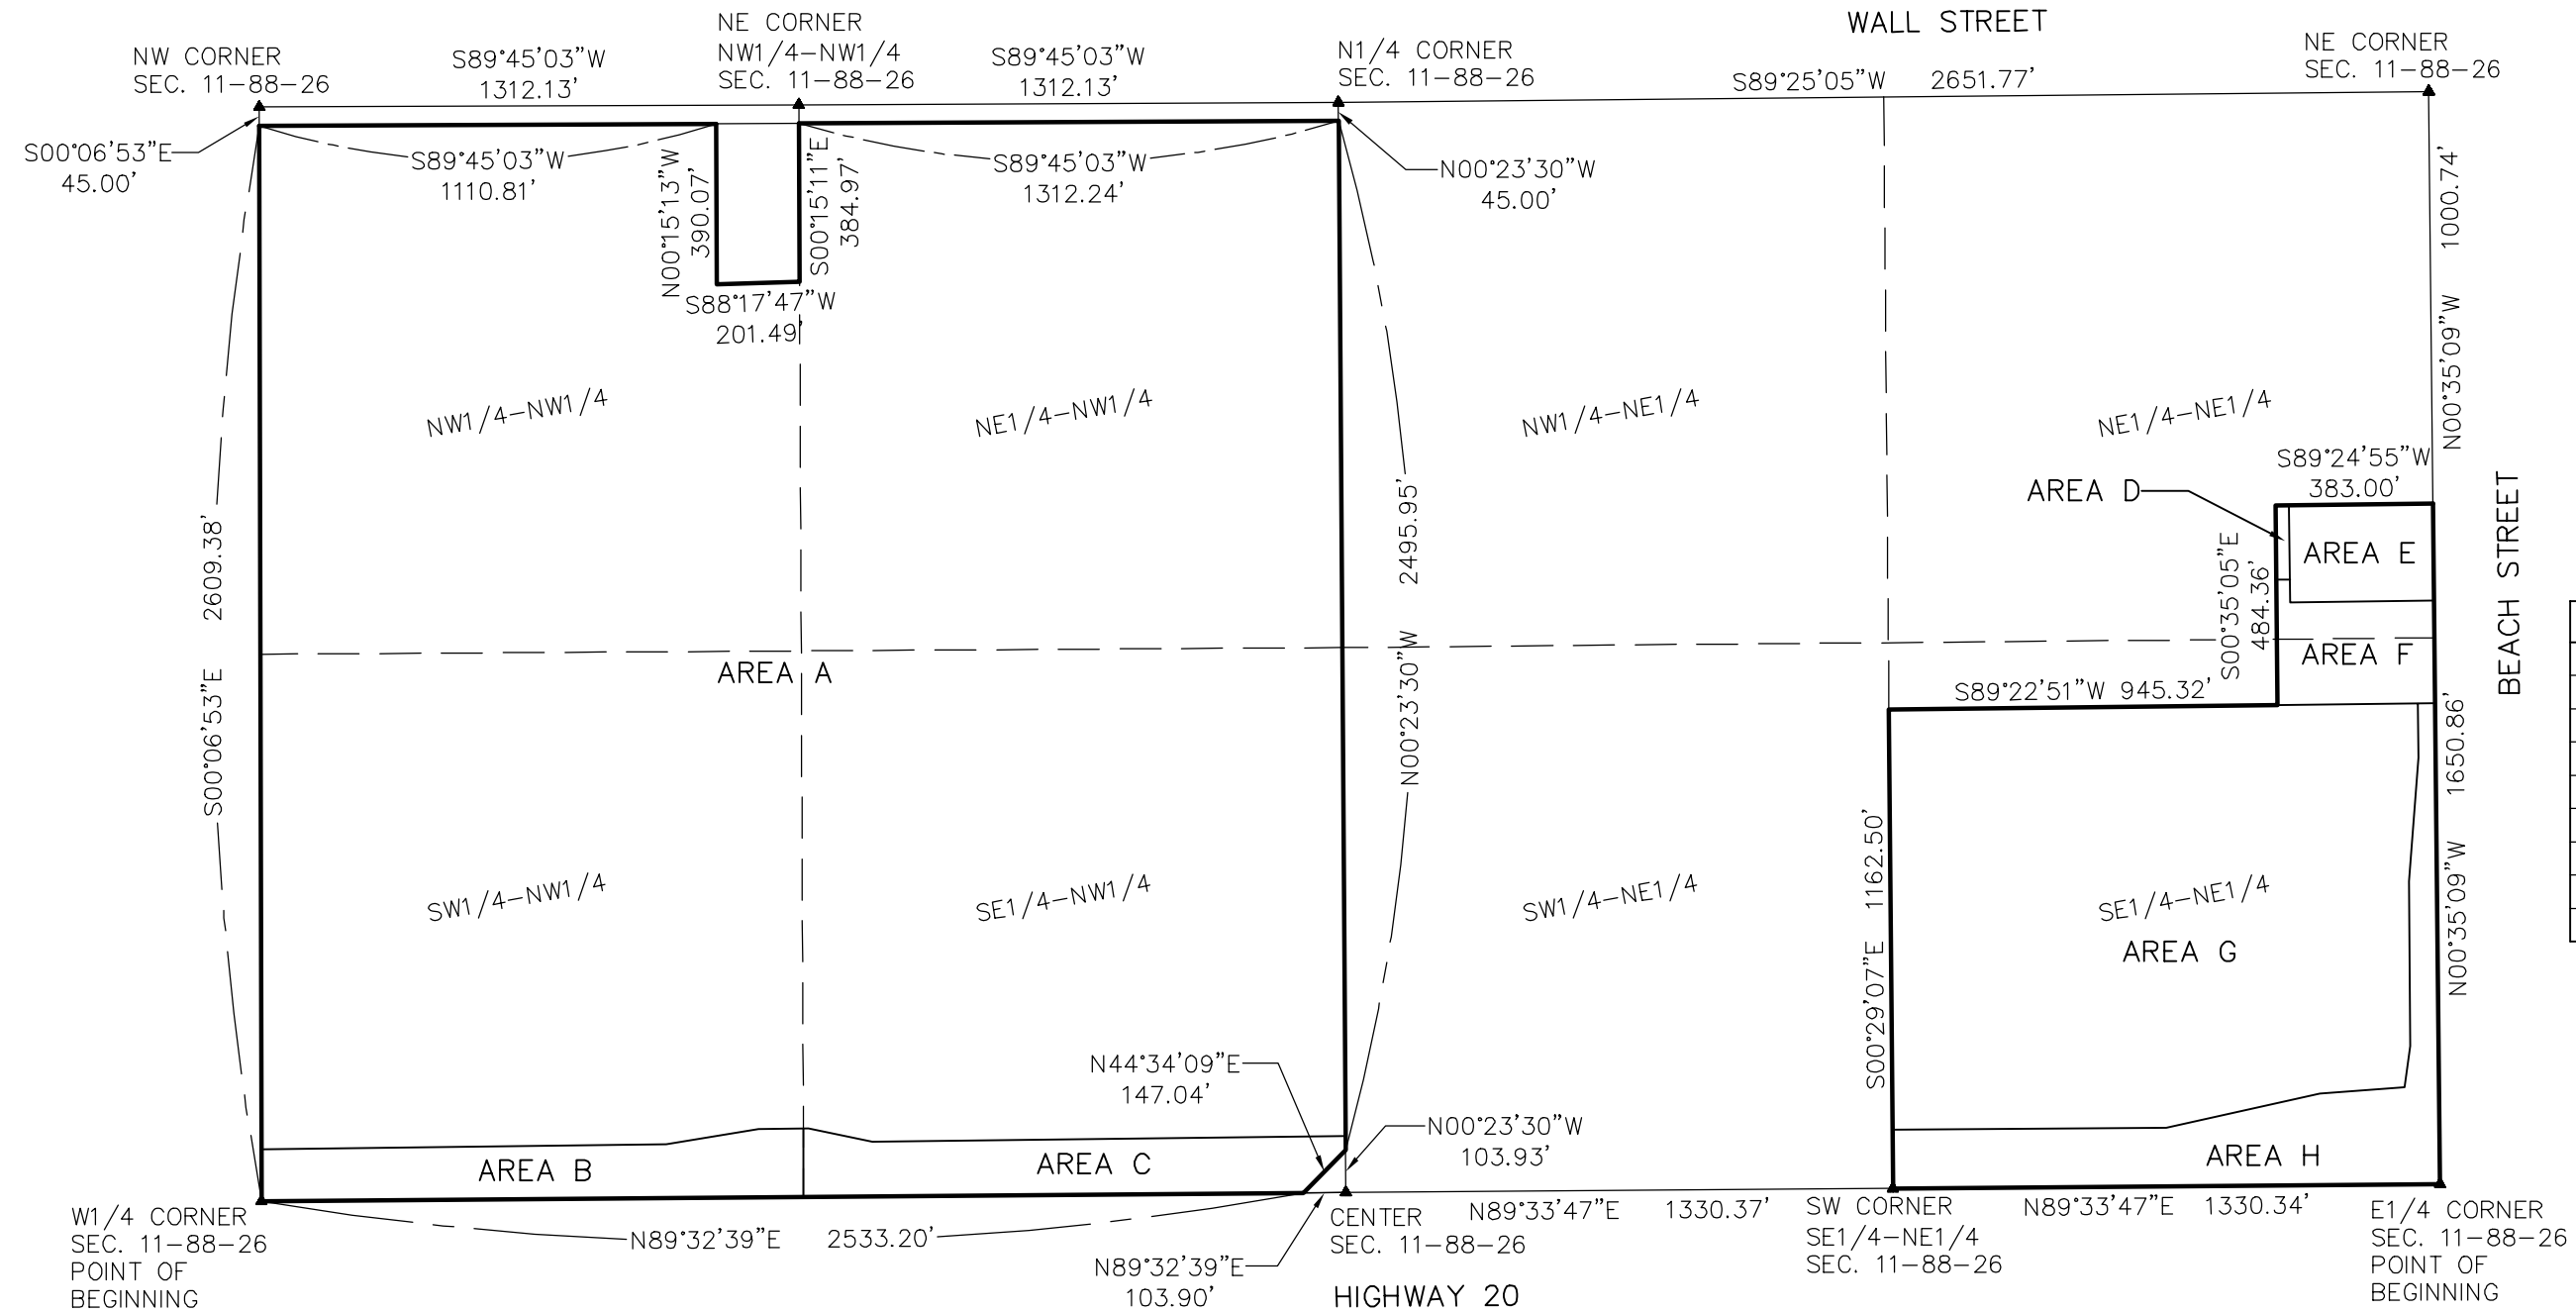 WALL STREET
NW CORNER
SEC. 11-88-26
S89°45'03"W
1312.13'
NE CORNER
NW1/4-NW1/4
SEC. 11-88-26
S89°45'03"W
1312.13'
N1/4 CORNER
SEC. 11-88-26
S89°25'05"W 2651.77'
NE CORNER
SEC. 11-88-26
S00°06'53"E
45.00'
S89°45'03"W
1110.81'
N00°15'13"W
390.07'
S00°15'11"E
384.97'
S89°45'03"W
1312.24'
N00°23'30"W
45.00'
S88°17'47"W
201.49'
N00°35'09"W 1000.74'
NW1/4-NW1/4
NE1/4-NW1/4
NW1/4-NE1/4
NE1/4-NE1/4
S89°24'55"W
383.00'
AREA D
AREA E
S00°35'05"E
484.36'
AREA F
BEACH STREET
S00°06'53"E 2609.38'
AREA A
N00°23'30"W 2495.95'
S89°22'51"W 945.32'
N00°35'09"W 1650.86'
SW1/4-NW1/4
SE1/4-NW1/4
SW1/4-NE1/4
S00°29'07"E 1162.50'
SE1/4-NE1/4
AREA G
N44°34'09"E
147.04'
N00°23'30"W
103.93'
AREA B
AREA C
AREA H
W1/4 CORNER
SEC. 11-88-26
POINT OF
BEGINNING
N89°32'39"E 2533.20'
N89°32'39"E
103.90'
CENTER
SEC. 11-88-26
N89°33'47"E 1330.37'
SW CORNER
SE1/4-NE1/4
SEC. 11-88-26
N89°33'47"E 1330.34'
E1/4 CORNER
SEC. 11-88-26
POINT OF
BEGINNING
HIGHWAY 20